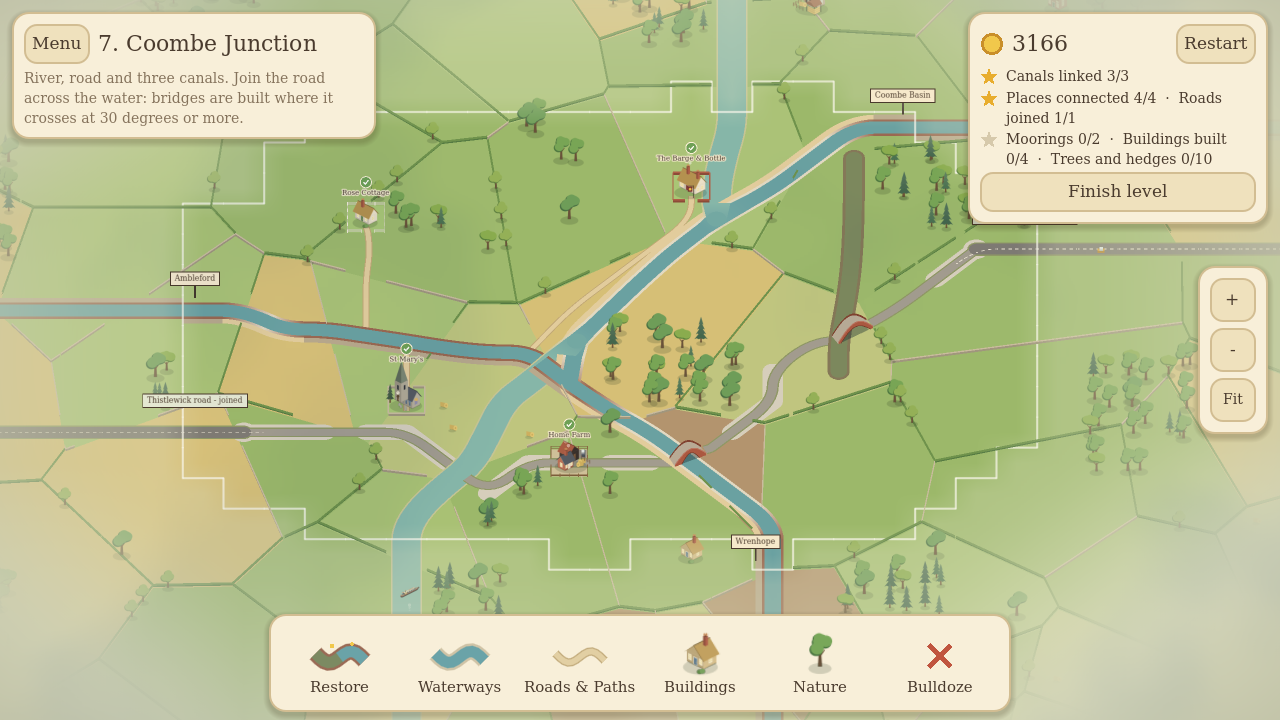 Menu
7. Coombe Junction
River, road and three canals. Join the road
across the water: bridges are built where it
crosses at 30 degrees or more.
3166
Restart
Canals linked 3/3
Places connected 4/4 · Roads
joined 1/1
Moorings 0/2 · Buildings built
0/4 · Trees and hedges 0/10
Finish level
Coombe Basin
The Barge & Bottle
Rose Cottage
Ambleford
St Mary's
Thistlewick road - joined
Home Farm
Wrenhope
+
-
Fit
Restore
Waterways
Roads & Paths
Buildings
Nature
Bulldoze